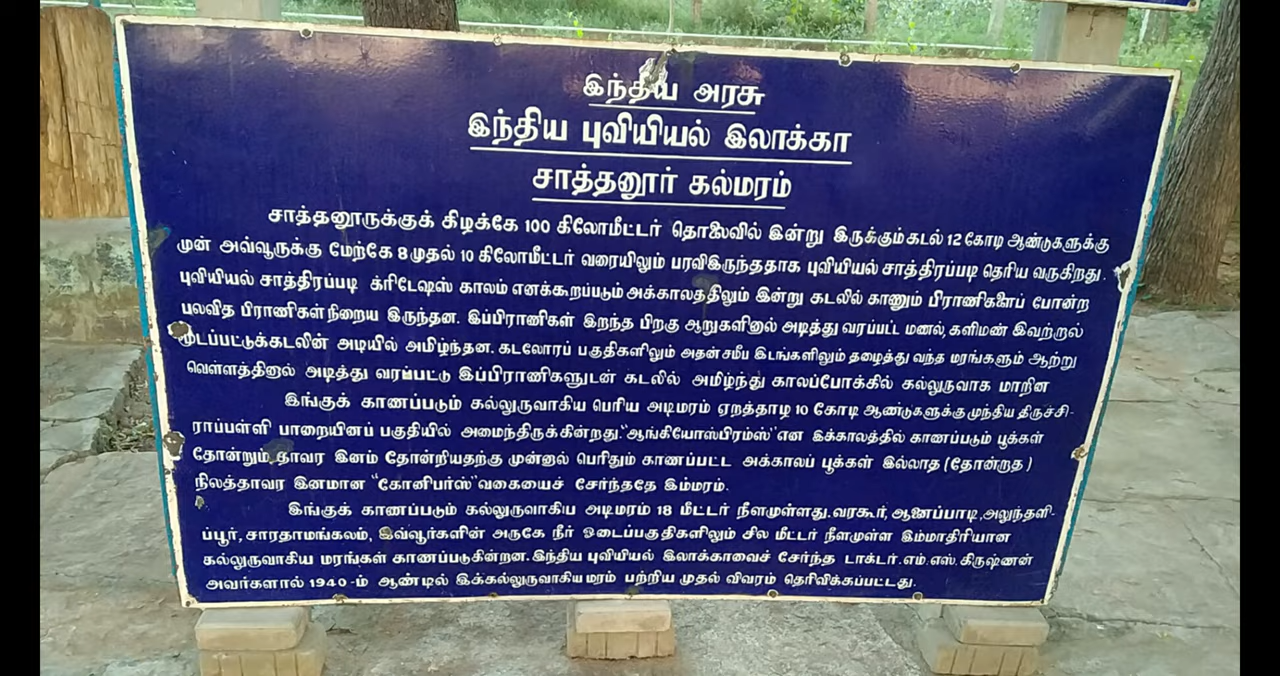 இந்திய அரசு
இந்திய புவியியல் இலாக்கா
சாத்தனூர் கல்மரம்
சாத்தனூருக்குக் கிழக்கே 100 கிலோமீட்டர் தொலைவில் இன்று இருக்கும்கடல் 12 கோடி ஆண்டுகளுக்கு
முன் அவ்வூருக்கு மேற்கே 8 முதல் 10 கிலோமீட்டர் வரையிலும் பரவிஇருந்ததாக புவியியல் சாத்திரப்படி தெரிய வருகிறது.
புவியியல் சாத்திரப்படி க்ரிடேஷஸ் காலம் எனக்கூறப்படும் அக்காலத்திலும் இன்று கடலில் காணும் பிராணிகளைப் போன்ற
பலவித பிராணிகள் நிறைய இருந்தன. இப்பிராணிகள் இறந்த பிறகு ஆறுகளினால் அடித்து வரப்பட்ட மணல், களிமண் இவற்றால்
மூடப்பட்டுக்கடலின் அடியில் அமிழ்ந்தன. கடலோரப் பகுதிகளிலும் அதன்சமீப இடங்களிலும் தழைத்து வந்த மரங்களும் ஆற்று
வெள்ளத்தினால் அடித்து வரப்பட்டு இப்பிராணிகளுடன் கடலில் அமிழ்ந்து காலப்போக்கில் கல்லுருவாக மாறின
இங்குக் காணப்படும் கல்லுருவாகிய பெரிய அடிமரம் ஏறத்தாழ 10 கோடி ஆண்டுகளுக்கு முந்திய திருச்சி-
ராப்பள்ளி பாறையினப் பகுதியில் அமைந்திருக்கின்றது. "ஆங்கியோஸ்பிரம்ஸ்" என இக்காலத்தில் காணப்படும் பூக்கள்
தோன்றும் தாவர இனம் தோன்றியதற்கு முன்னால் பெரிதும் காணப்பட்ட அக்காலப் பூக்கள் இல்லாத (தோன்றாத)
நிலத்தாவர இனமான "கோனிபர்ஸ்" வகையைச் சேர்ந்ததே இம்மரம்.
இங்குக் காணப்படும் கல்லுருவாகிய அடிமரம் 18 மீட்டர் நீளமுள்ளது. வரகூர், ஆனைப்பாடி, அலுந்தளி-
ப்பூர், சாரதாமங்கலம், இவ்வூர்களின் அருகே நீர் ஓடைப்பகுதிகளிலும் சில மீட்டர் நீளமுள்ள இம்மாதிரியான
கல்லுருவாகிய மரங்கள் காணப்படுகின்றன. இந்திய புவியியல் இலாக்காவைச் சேர்ந்த டாக்டர். எம். எஸ். கிருஷ்ணன்
அவர்களால் 1940-ம் ஆண்டில் இக்கல்லுருவாகிய மரம் பற்றிய முதல் விவரம் தெரிவிக்கப்பட்டது.